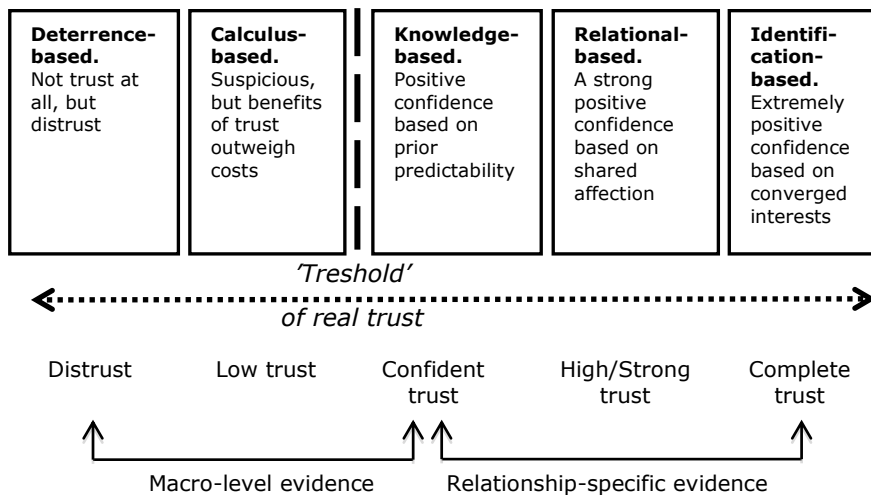 Deterrence-
based.
Not trust at
all, but
distrust
Calculus-
based.
Suspicious,
but benefits
of trust
outweigh
costs
Knowledge-
based.
Positive
confidence
based on
prior
predictability
Relational-
based.
A strong
positive
confidence
based on
shared
affection
Identifi-
cation-
based.
Extremely
positive
confidence
based on
converged
interests
'Treshold'
of real trust
Distrust
Low trust
Confident
trust
High/Strong
trust
Complete
trust
Macro-level evidence
Relationship-specific evidence